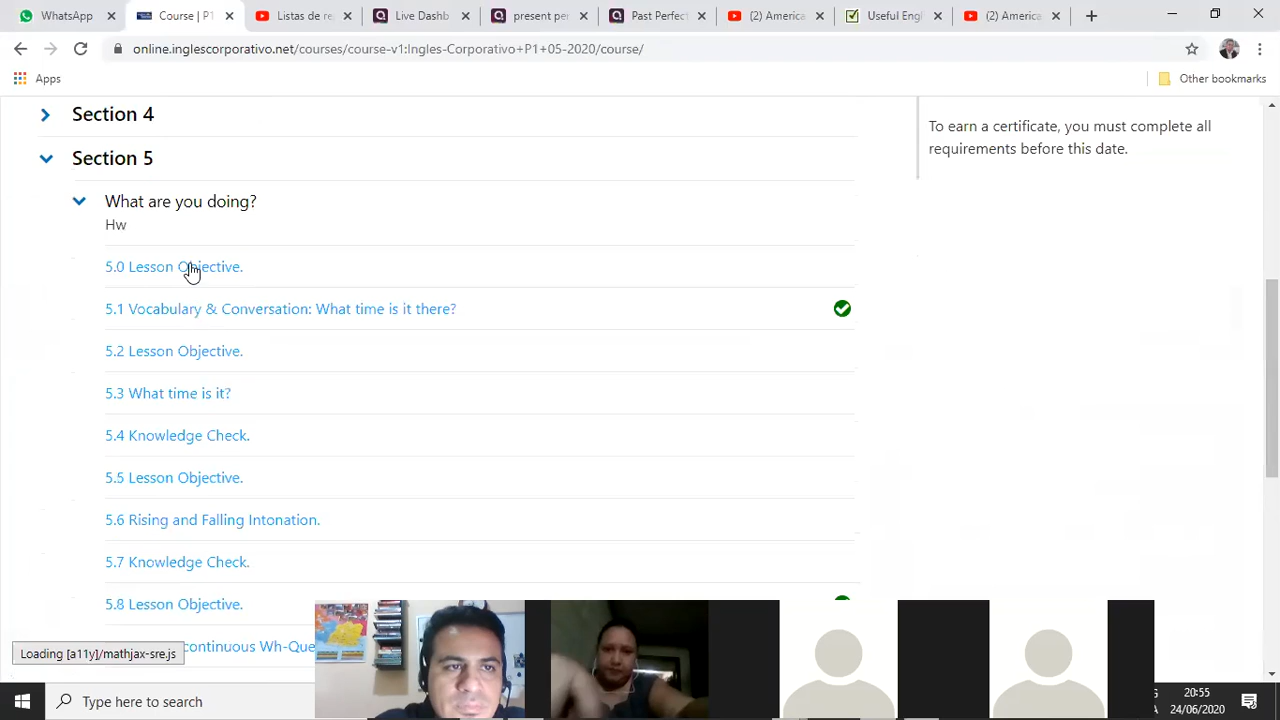 WhatsApp
Course | P1
Listas de re
Live Dashb
present per
Past Perfec
(2) America
Useful Engl
(2) America
online.inglescorporativo.net/courses/course-v1:Ingles-Corporativo+P1+05-2020/course/
Apps
Other bookmarks
Section 4
To earn a certificate, you must complete all
requirements before this date.
Section 5
What are you doing?
Hw
5.0 Lesson Objective.
5.1 Vocabulary & Conversation: What time is it there?
5.2 Lesson Objective.
5.3 What time is it?
5.4 Knowledge Check.
5.5 Lesson Objective.
5.6 Rising and Falling Intonation.
5.7 Knowledge Check.
5.8 Lesson Objective.
continuous Wh-Que
Loading [a11y]/mathjax-sre.js
Type here to search
20:55
24/06/2020